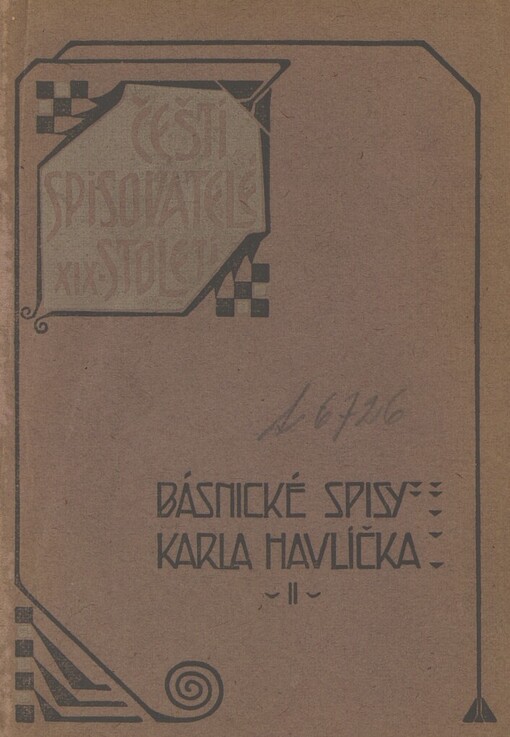 ČEŠTÍ
SPISOVATELÉ
XIX. STOLETÍ
A 6726
BÁSNICKÉ SPISY
KARLA HAVLÍČKA
II